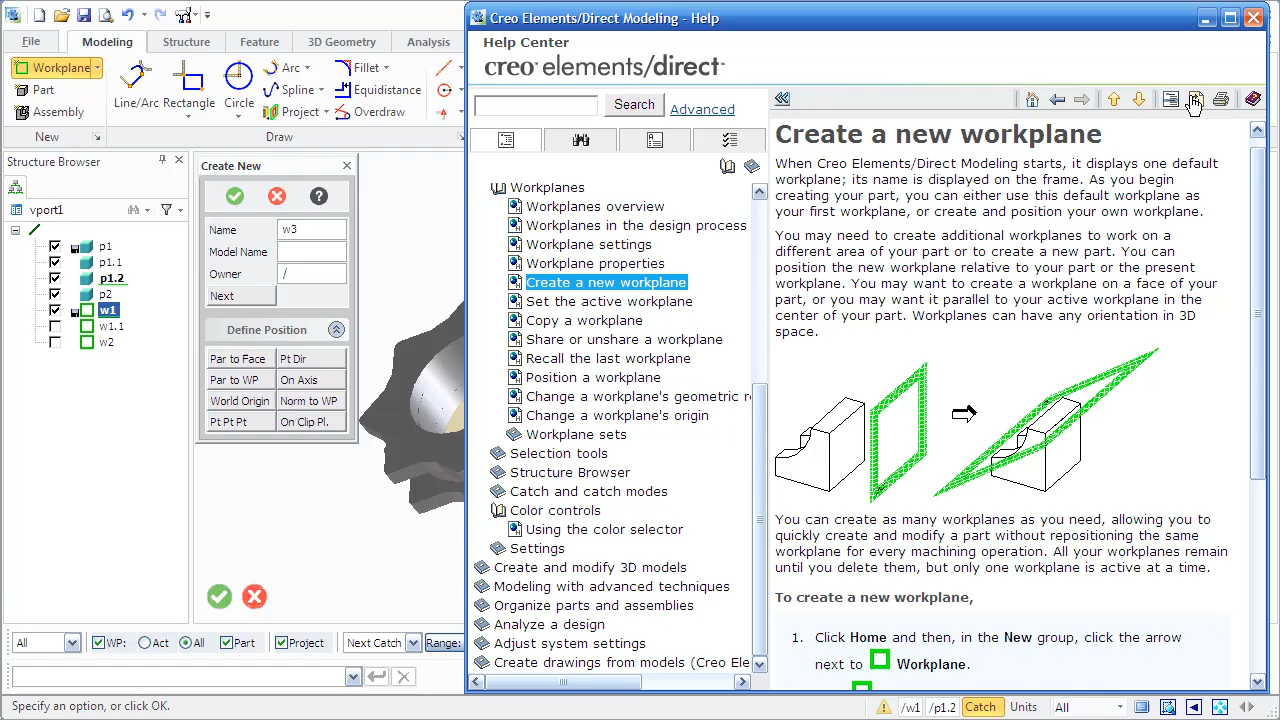 File
Modeling
Structure
Feature
3D Geometry
Analysis
Workplane
Part
Assembly
New
Line/Arc
Rectangle
Circle
Arc
Spline
Project
Draw
Fillet
Equidistance
Overdraw
Structure Browser
vport1
p1
p1.1
p1.2
p2
w1
w1.1
w2
Create New
Name
w3
Model Name
Owner
/
Next
Define Position
Par to Face
Pt Dir
Par to WP
On Axis
World Origin
Norm to WP
Pt Pt Pt
On Clip Pl.
Creo Elements/Direct Modeling - Help
Help Center
creo elements/direct
Search
Advanced
Workplanes
Workplanes overview
Workplanes in the design process
Workplane settings
Workplane properties
Create a new workplane
Set the active workplane
Copy a workplane
Share or unshare a workplane
Recall the last workplane
Position a workplane
Change a workplane's geometric re
Change a workplane's origin
Workplane sets
Selection tools
Structure Browser
Catch and catch modes
Color controls
Using the color selector
Settings
Create and modify 3D models
Modeling with advanced techniques
Organize parts and assemblies
Analyze a design
Adjust system settings
Create drawings from models (Creo Ele
Create a new workplane
When Creo Elements/Direct Modeling starts, it displays one default
workplane; its name is displayed on the frame. As you begin
creating your part, you can either use this default workplane as
your first workplane, or create and position your own workplane.
You may need to create additional workplanes to work on a
different area of your part or to create a new part. You can
position the new workplane relative to your part or the present
workplane. You may want to create a workplane on a face of your
part, or you may want it parallel to your active workplane in the
center of your part. Workplanes can have any orientation in 3D
space.
You can create as many workplanes as you need, allowing you to
quickly create and modify a part without repositioning the same
workplane for every machining operation. All your workplanes remain
until you delete them, but only one workplane is active at a time.
To create a new workplane,
1. Click Home and then, in the New group, click the arrow
next to Workplane.
All
WP:
Act
All
Part
Project
Next Catch
Range:
Specify an option, or click OK.
/w1
/p1.2
Catch
Units
All